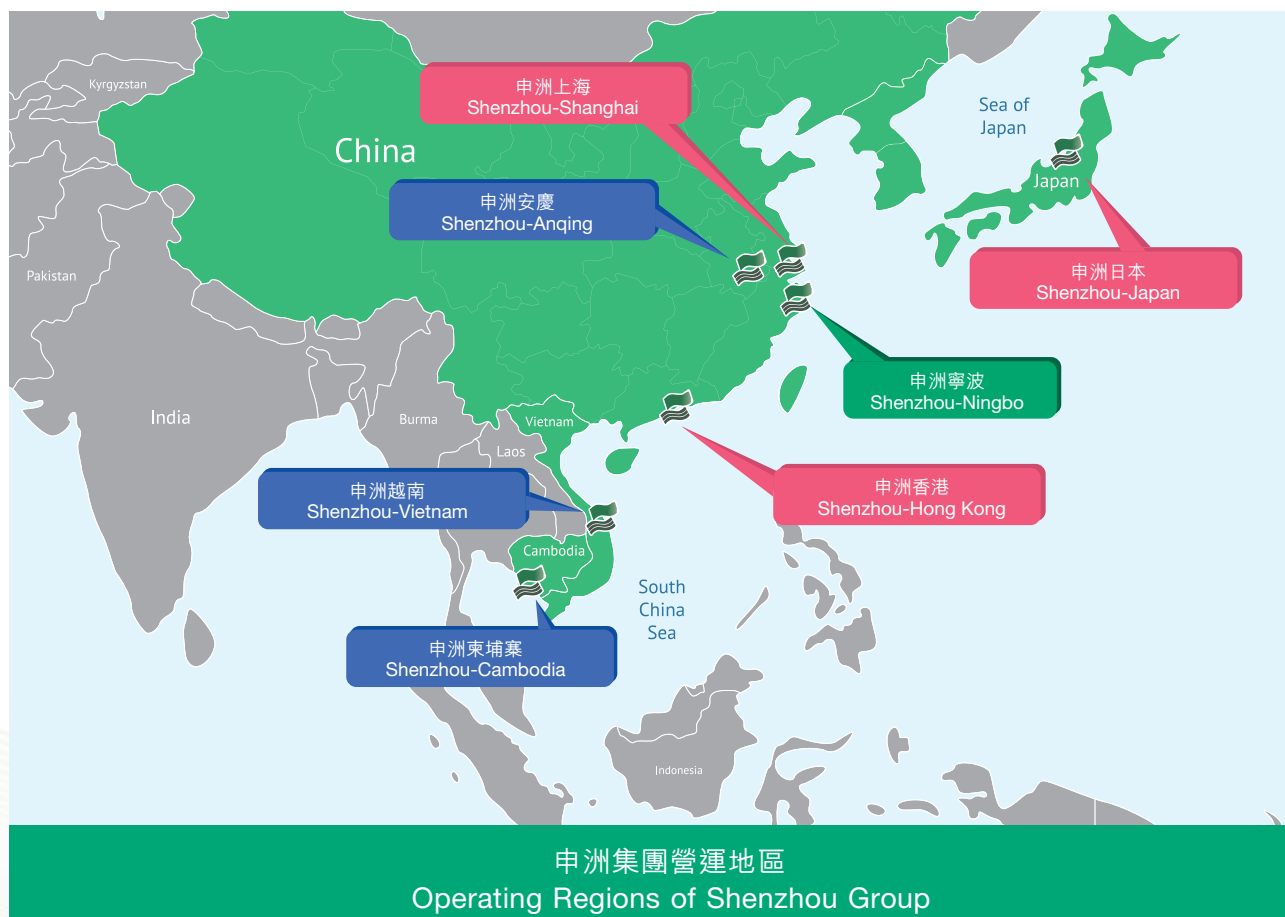 Kyrgyzstan
申洲上海
Shenzhou-Shanghai
Sea of
Japan
China
Japan
申洲安慶
Shenzhou-Anqing
Pakistan
申洲日本
Shenzhou-Japan
申洲寧波
Shenzhou-Ningbo
India
Burma
Vietnam
Laos
申洲越南
Shenzhou-Vietnam
申洲香港
Shenzhou-Hong Kong
Cambodia
South
China
Sea
申洲柬埔寨
Shenzhou-Cambodia
Indonesia
申洲集團營運地區
Operating Regions of Shenzhou Group